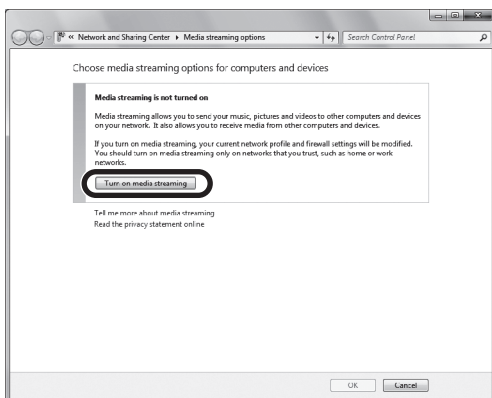 « Network and Sharing Center ▸ Media streaming options
Search Control Panel
Choose media streaming options for computers and devices
Media streaming is not turned on
Media streaming allows you to send your music, pictures and videos to other computers and devices
on your network. It also allows you to receive media from other computers and devices.
If you turn on media streaming, your current network profile and firewall settings will be modified.
You should turn on media streaming only on networks that you trust, such as home or work
networks.
Turn on media streaming
Tell me more about media streaming
Read the privacy statement online
OK
Cancel